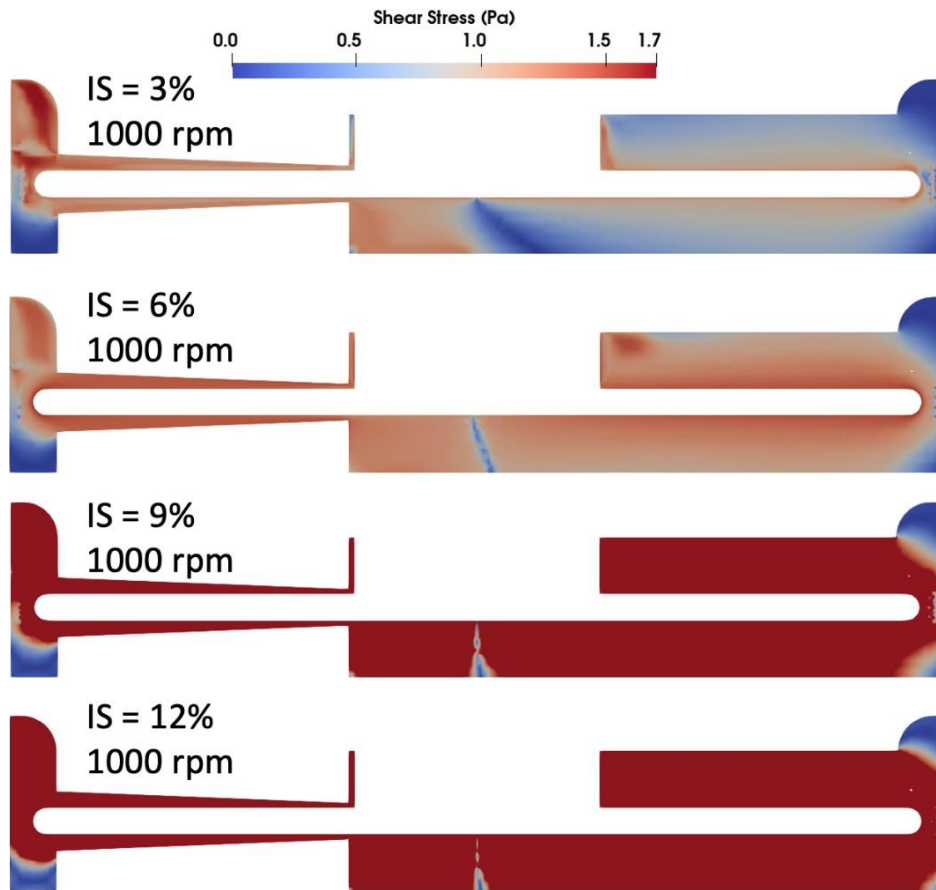 Shear Stress (Pa)
0.0 0.5 1.0 1.5 1.7
IS = 3%
1000 rpm
IS = 6%
1000 rpm
IS = 9%
1000 rpm
IS = 12%
1000 rpm